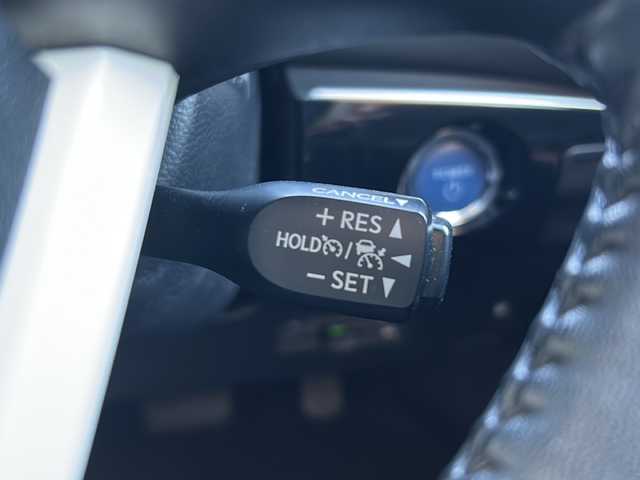 CANCEL▼
+ RES ▲
HOLD / ◀
− SET ▼